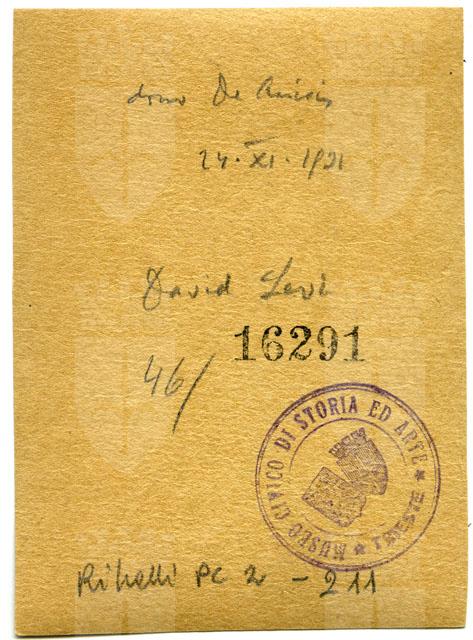 dono De Amicis
24·XI·1921
David Levi
16291
46/
MUSEO CIVICO DI STORIA ED ARTE ★ TRIESTE ★
PC 2 - 211